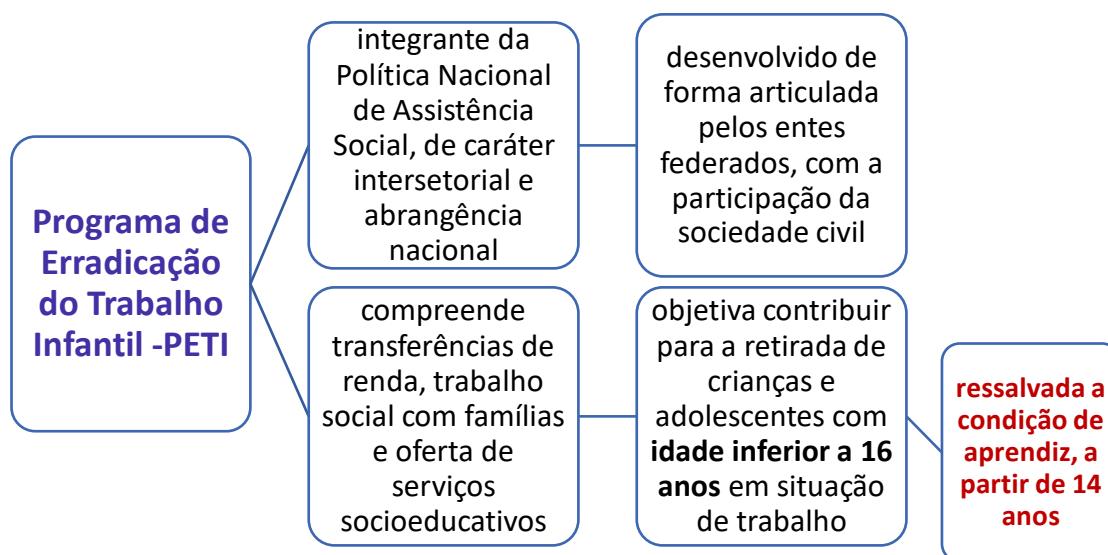 Programa de
Erradicação
do Trabalho
Infantil -PETI
integrante da
Política Nacional
de Assistência
Social, de caráter
intersetorial e
abrangência
nacional
desenvolvido de
forma articulada
pelos entes
federados, com a
participação da
sociedade civil
compreende
transferências de
renda, trabalho
social com famílias
e oferta de
serviços
socioeducativos
objetiva contribuir
para a retirada de
crianças e
adolescentes com
idade inferior a 16
anos em situação
de trabalho
ressalvada a
condição de
aprendiz, a
partir de 14
anos